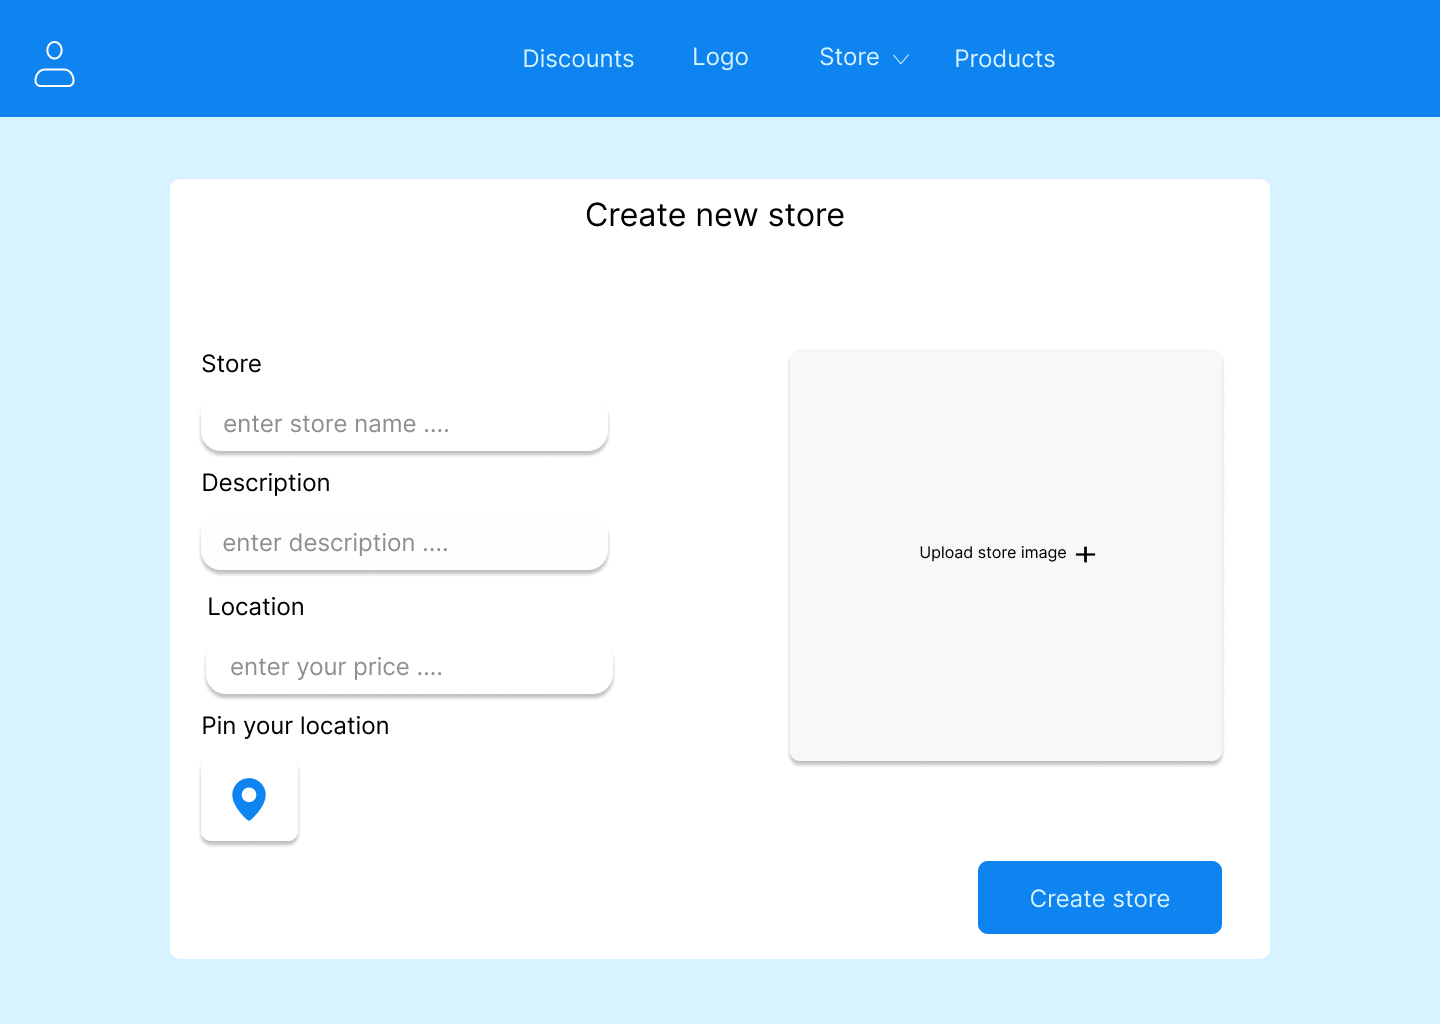 Discounts
Logo
Store
Products
Create new store
Store
enter store name ....
Description
enter description ....
Location
enter your price ....
Pin your location
Upload store image
Create store